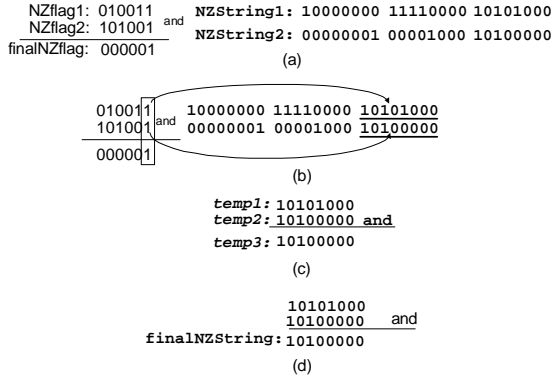 NZflag1: 010011 and NZString1: 10000000 11110000 10101000
NZflag2: 101001 NZString2: 00000001 00001000 10100000
finalNZflag: 000001
(a)
010011 and 10000000 11110000 10101000
101001 00000001 00001000 10100000
000001
(b)
temp1: 10101000
temp2: 10100000 and
temp3: 10100000
(c)
10101000
10100000 and
finalNZString: 10100000
(d)